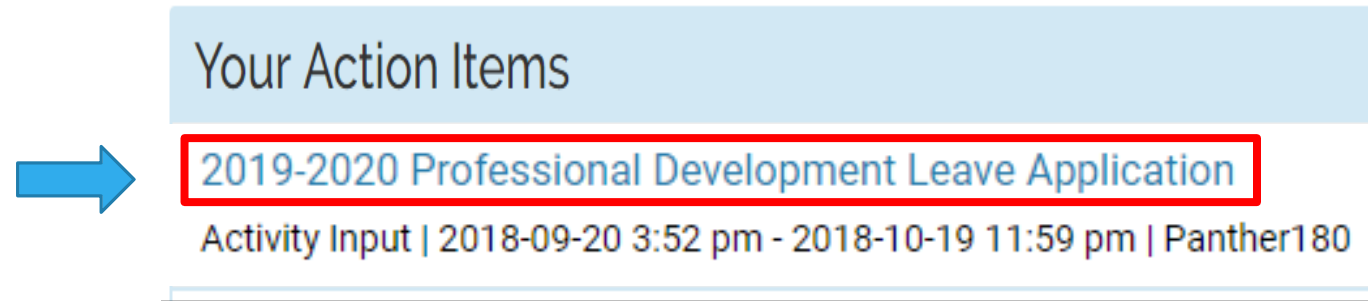 Your Action Items
2019-2020 Professional Development Leave Application
Activity Input | 2018-09-20 3:52 pm - 2018-10-19 11:59 pm | Panther180